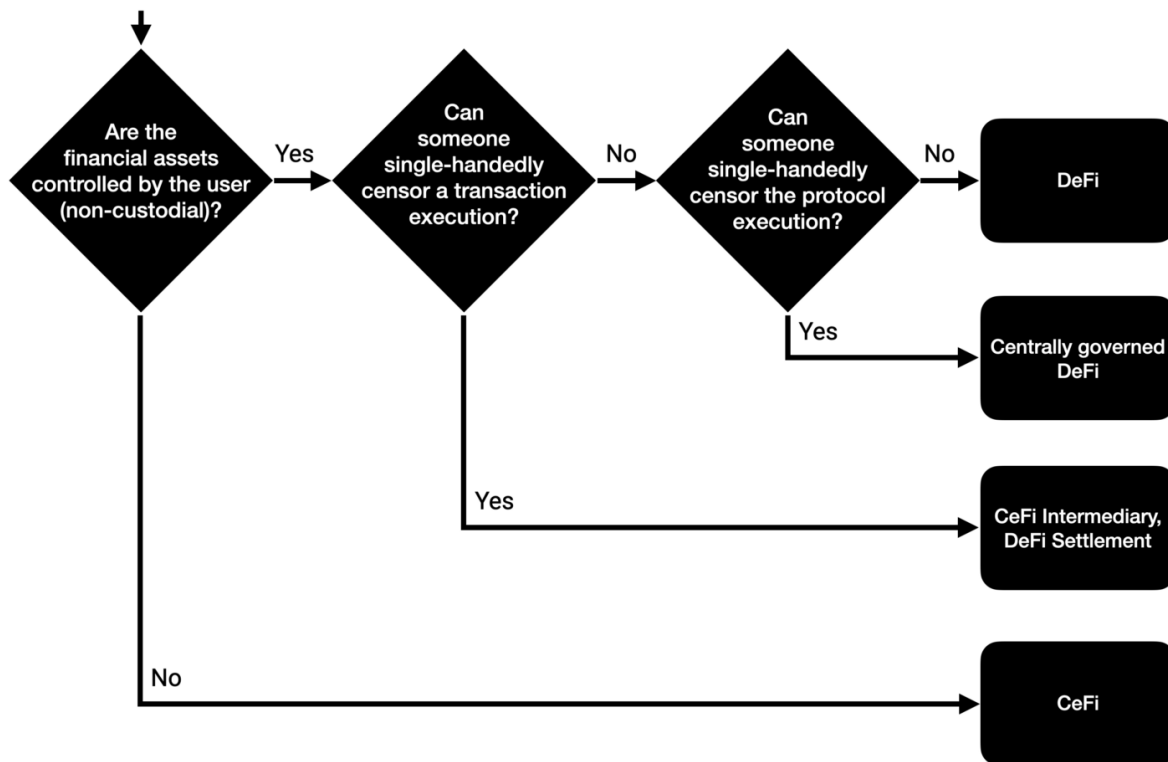 Are the
financial assets
controlled by the user
(non-custodial)?
Yes
Can
someone
single-handedly
censor a transaction
execution?
No
Can
someone
single-handedly
censor the protocol
execution?
No
DeFi
Yes
Centrally governed
DeFi
Yes
CeFi Intermediary,
DeFi Settlement
No
CeFi